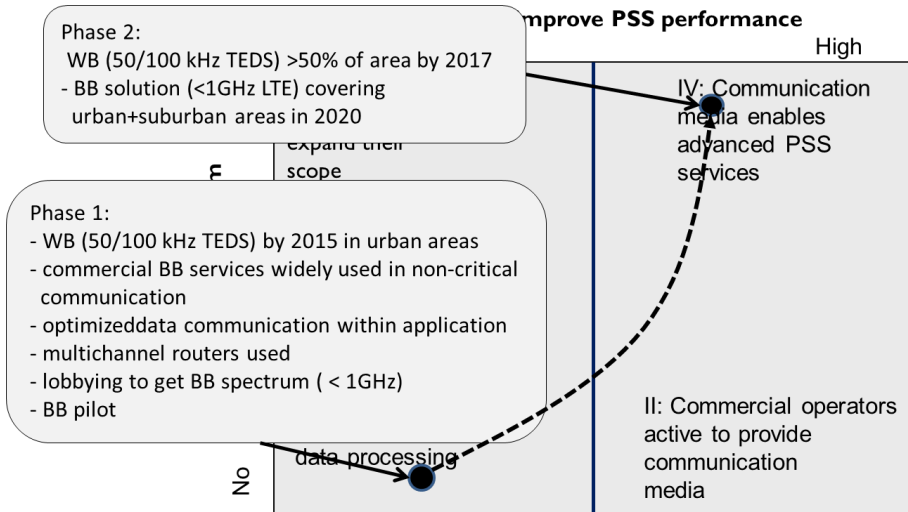 mprove PSS performance
High
Phase 2:
WB (50/100 kHz TEDS) >50% of area by 2017
- BB solution (<1GHz LTE) covering
urban+suburban areas in 2020
IV: Communication
media enables
advanced PSS
services
expand their
scope
m
Phase 1:
- WB (50/100 kHz TEDS) by 2015 in urban areas
- commercial BB services widely used in non-critical
communication
- optimizeddata communication within application
- multichannel routers used
- lobbying to get BB spectrum ( < 1GHz)
- BB pilot
II: Commercial operators
active to provide
communication
media
data processing
No